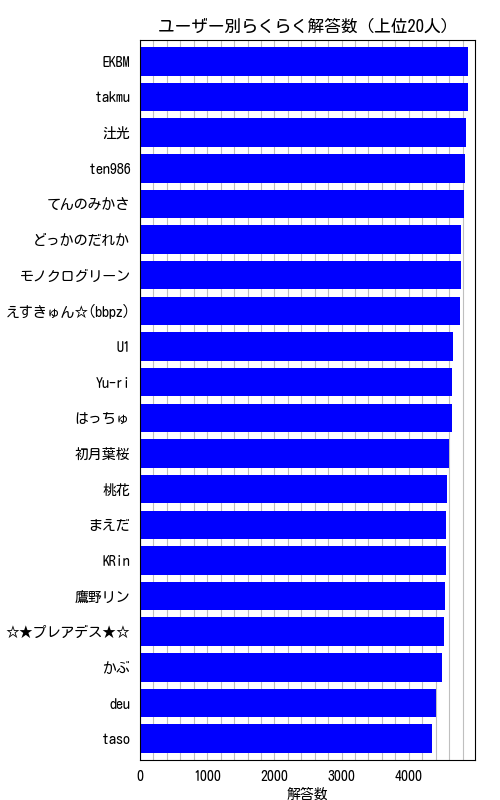 ユーザー別らくらく解答数（上位20人）
EKBM
takmu
汢光
ten986
てんのみかさ
どっかのだれか
モノクログリーン
えすきゅん☆(bbpz)
U1
Yu-ri
はっちゅ
初月葉桜
桃花
まえだ
KRin
鷹野リン
☆★プレアデス★☆
かぶ
deu
taso
0 1000 2000 3000 4000
解答数